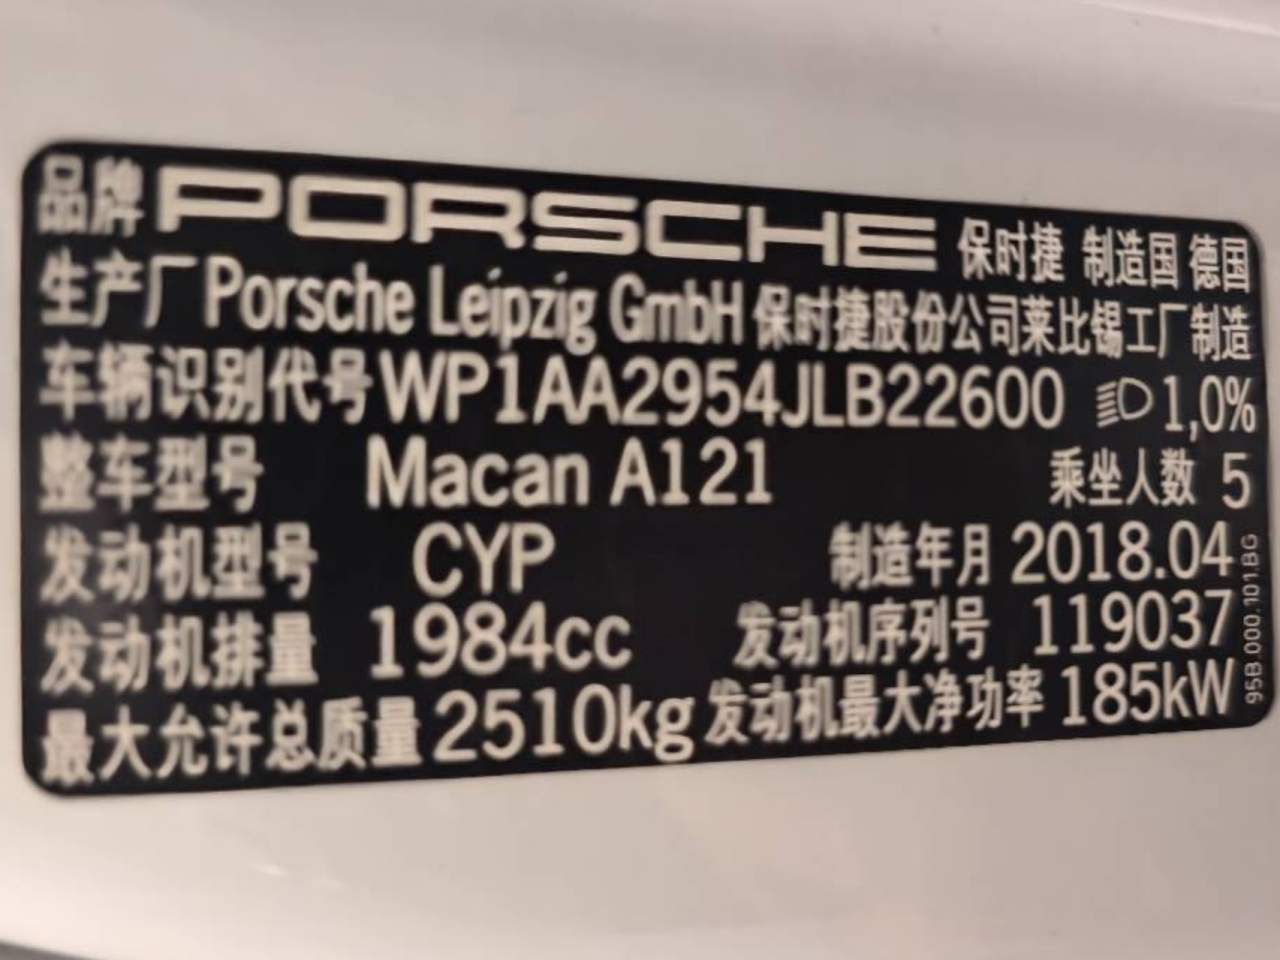 品牌 PORSCHE 保时捷 制造国 德国
生产厂 Porsche Leipzig GmbH 保时捷股份公司莱比锡工厂制造
车辆识别代号 WP1AA2954JLB22600 1,0%
整车型号 Macan A121 乘坐人数 5
发动机型号 CYP 制造年月 2018.04
发动机排量 1984cc 发动机序列号 119037
最大允许总质量 2510kg 发动机最大净功率 185kW
95B.000.101.BG